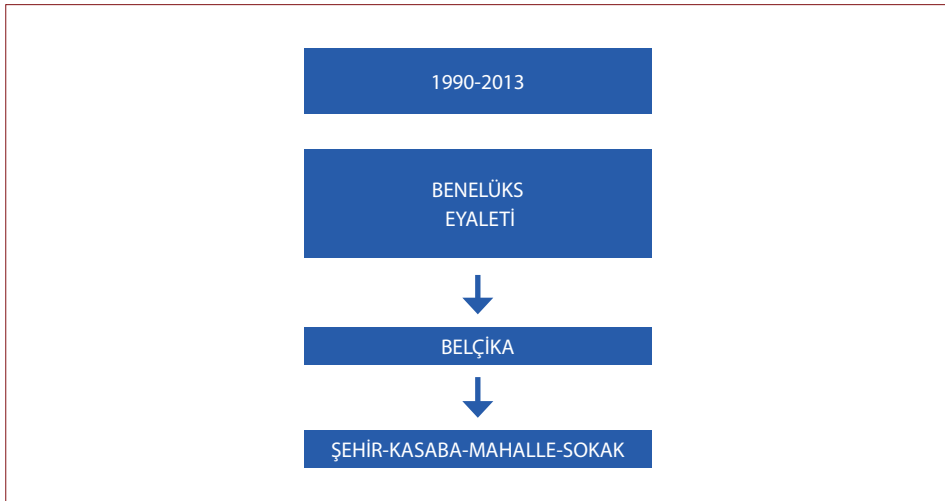 1990-2013
BENELÜKS
EYALETİ
BELÇİKA
ŞEHİR-KASABA-MAHALLE-SOKAK